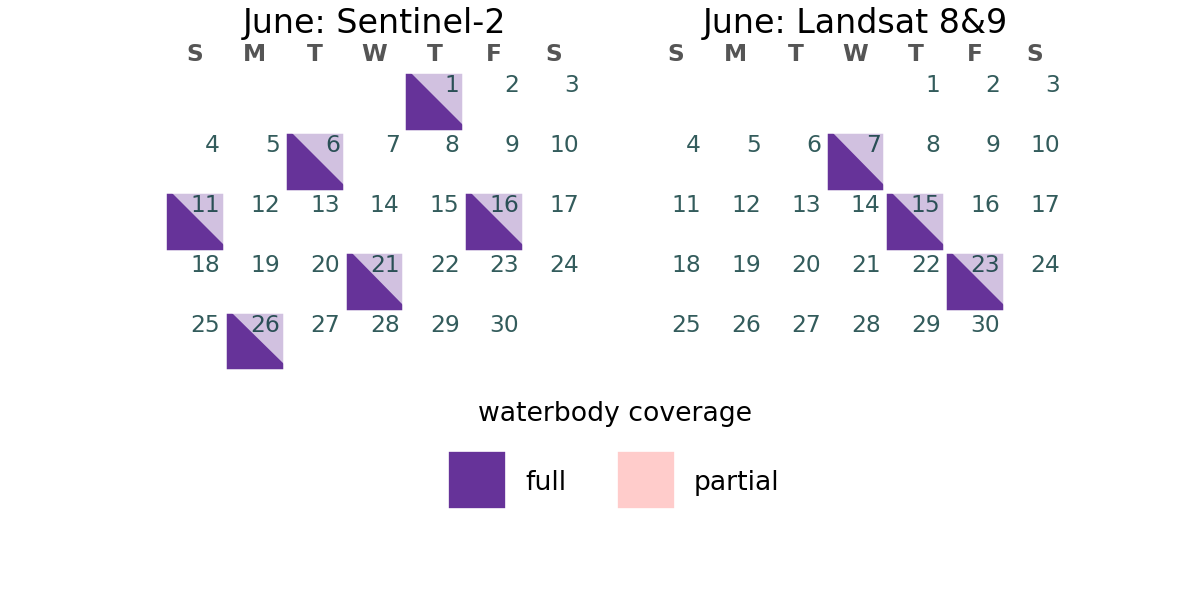 June: Sentinel-2
S M T W T F S
1 2 3
4 5 6 7 8 9 10
11 12 13 14 15 16 17
18 19 20 21 22 23 24
25 26 27 28 29 30
June: Landsat 8&9
S M T W T F S
1 2 3
4 5 6 7 8 9 10
11 12 13 14 15 16 17
18 19 20 21 22 23 24
25 26 27 28 29 30
waterbody coverage
full partial